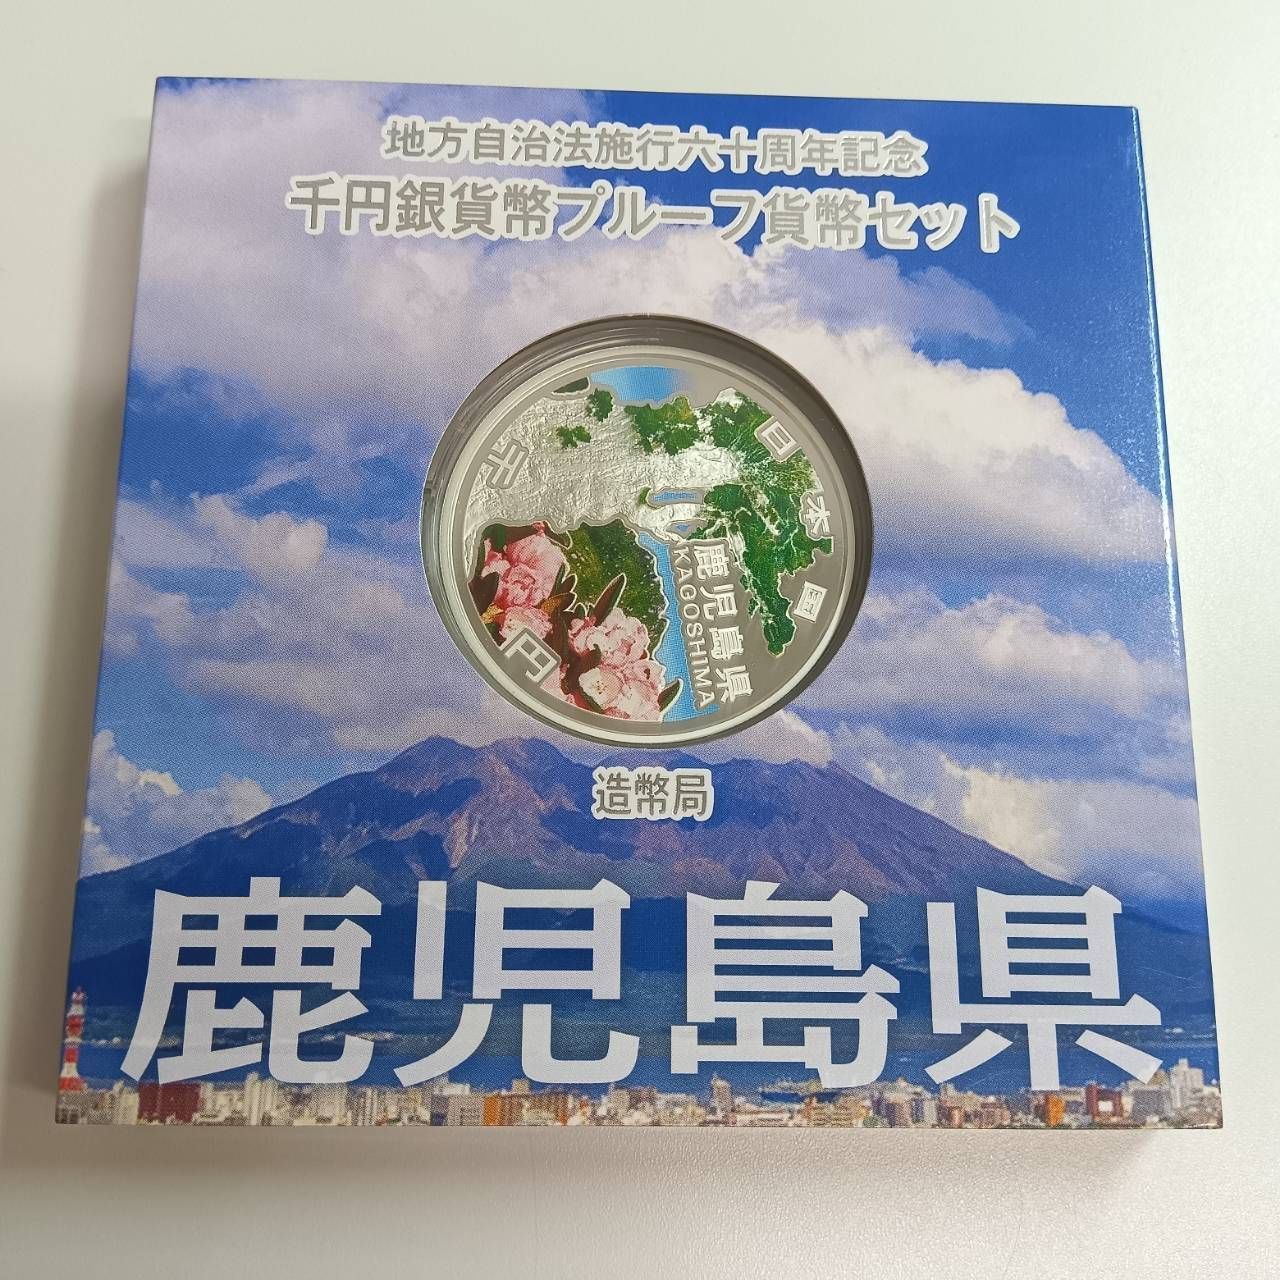 地方自治法施行六十周年記念
千円銀貨幣プルーフ貨幣セット
日本国
千円
鹿児島県
KAGOSHIMA
造幣局
鹿児島県